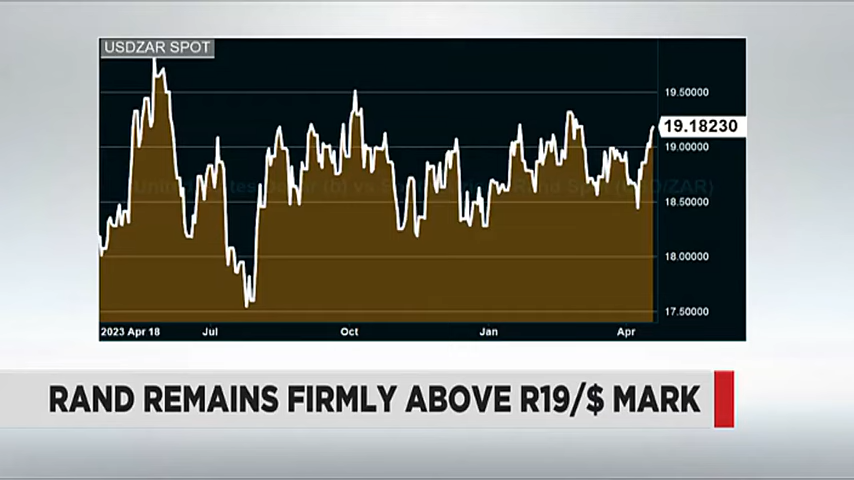 USDZAR SPOT
19.50000
19.18230
19.00000
18.50000
18.00000
17.50000
2023 Apr 18 Jul Oct Jan Apr
RAND REMAINS FIRMLY ABOVE R19/$ MARK